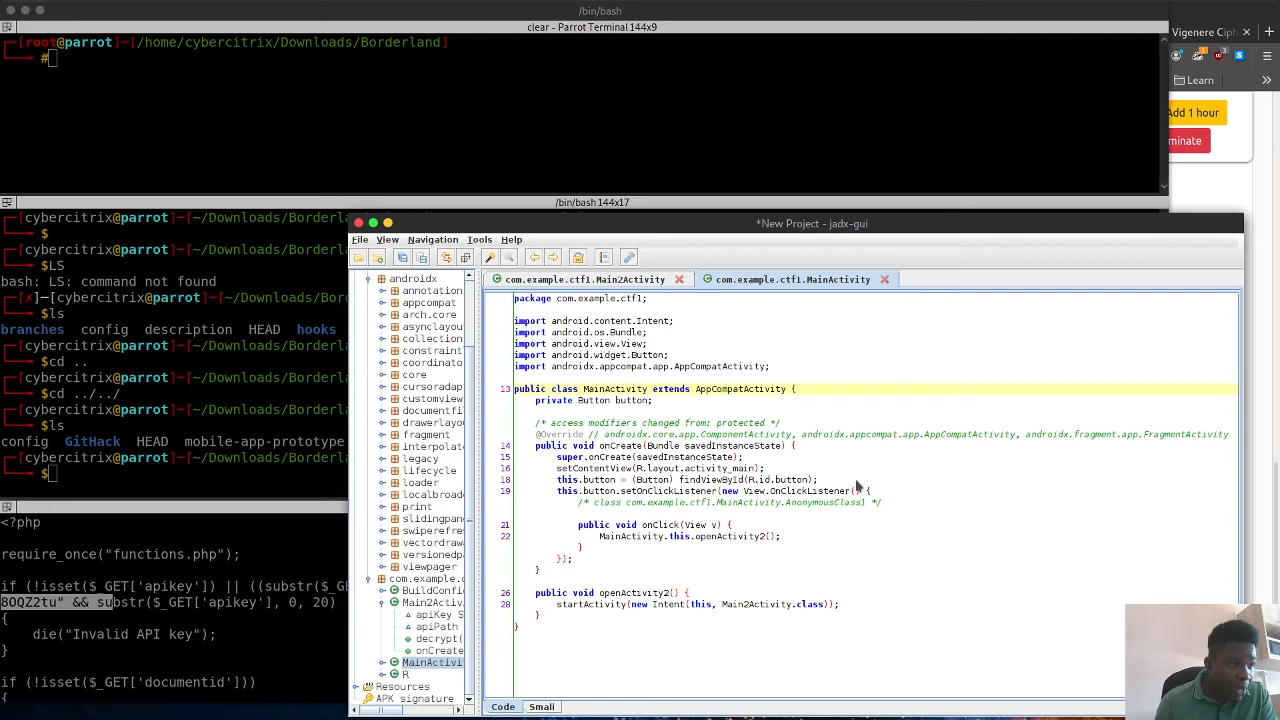 /bin/bash
clear - Parrot Terminal 144x9
┌─[root@parrot]─[/home/cybercitrix/Downloads/Borderland]
└──╼ #
Vigenere Ciph
Learn
Add 1 hour
minate
/bin/bash 144x17
┌─[cybercitrix@parrot]─[~/Downloads/Borderl
└──╼ $
┌─[cybercitrix@parrot]─[~/Downloads/Borderl
└──╼ $LS
bash: LS: command not found
┌─[✗]─[cybercitrix@parrot]─[~/Downloads/Bor
└──╼ $ls
branches config description HEAD hooks
┌─[cybercitrix@parrot]─[~/Downloads/Borderl
└──╼ $cd ..
┌─[cybercitrix@parrot]─[~/Downloads/Borderl
└──╼ $cd ../../
┌─[cybercitrix@parrot]─[~/Downloads/Borderl
└──╼ $ls
config GitHack HEAD mobile-app-prototype
┌─[cybercitrix@parrot]─[~/Downloads/Borderl
└──╼ $
/bin/bash
<?php
require_once("functions.php");
if (!isset($_GET['apikey']) || ((substr($_GE
8OQZ2tu" && substr($_GET['apikey'], 0, 20)
{
die("Invalid API key");
}
if (!isset($_GET['documentid']))
{
*New Project - jadx-gui
File View Navigation Tools Help
androidx
annotation
appcompat
arch.core
asynclayou
collection
constraint
coordinato
core
cursoradap
customview
documentfi
drawerlayo
fragment
interpolat
legacy
lifecycle
loader
localbroad
print
slidingpan
swiperefre
vectordraw
versionedp
viewpager
com.example.c
BuildConfi
Main2Activ
apiKey S
apiPath
decrypt(
onCreate
MainActivi
R
Resources
APK signature
com.example.ctf1.Main2Activity
com.example.ctf1.MainActivity
package com.example.ctf1;
import android.content.Intent;
import android.os.Bundle;
import android.view.View;
import android.widget.Button;
import androidx.appcompat.app.AppCompatActivity;
13 public class MainActivity extends AppCompatActivity {
private Button button;
/* access modifiers changed from: protected */
@Override // androidx.core.app.ComponentActivity, androidx.appcompat.app.AppCompatActivity, androidx.fragment.app.FragmentActivity
14 public void onCreate(Bundle savedInstanceState) {
15 super.onCreate(savedInstanceState);
16 setContentView(R.layout.activity_main);
18 this.button = (Button) findViewById(R.id.button);
19 this.button.setOnClickListener(new View.OnClickListener() {
/* class com.example.ctf1.MainActivity.AnonymousClass1 */
21 public void onClick(View v) {
22 MainActivity.this.openActivity2();
}
});
}
26 public void openActivity2() {
28 startActivity(new Intent(this, Main2Activity.class));
}
}
Code Smali